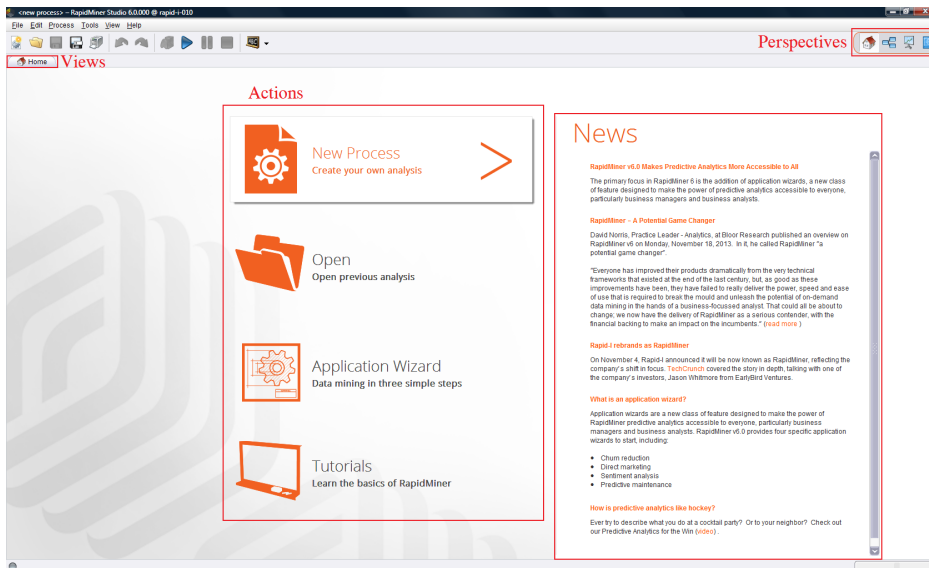 <new process> – RapidMiner Studio 6.0.000 @ rapid-i-010
File Edit Process Tools View Help
Perspectives
Home
Views
Actions
New Process
Create your own analysis
Open
Open previous analysis
Application Wizard
Data mining in three simple steps
Tutorials
Learn the basics of RapidMiner
News
RapidMiner v6.0 Makes Predictive Analytics More Accessible to All
The primary focus in RapidMiner 6 is the addition of application wizards, a new class
of feature designed to make the power of predictive analytics accessible to everyone,
particularly business managers and business analysts.
RapidMiner – A Potential Game Changer
David Norris, Practice Leader - Analytics, at Bloor Research published an overview on
RapidMiner v6 on Monday, November 18, 2013. In it, he called RapidMiner "a
potential game changer".
"Everyone has improved their products dramatically from the very technical
frameworks that existed at the end of the last century, but, as good as these
improvements have been, they have failed to really deliver the power, speed and ease
of use that is required to break the mould and unleash the potential of on-demand
data mining in the hands of a business-focussed analyst. That could all be about to
change; we now have the delivery of RapidMiner as a serious contender, with the
financial backing to make an impact on the incumbents." (read more )
Rapid-I rebrands as RapidMiner
On November 4, Rapid-I announced it will be now known as RapidMiner, reflecting the
company's shift in focus. TechCrunch covered the story in depth, talking with one of
the company's investors, Jason Whitmore from EarlyBird Ventures.
What is an application wizard?
Application wizards are a new class of feature designed to make the power of
RapidMiner predictive analytics accessible to everyone, particularly business
managers and business analysts. RapidMiner v6.0 provides four specific application
wizards to start, including:
• Churn reduction
• Direct marketing
• Sentiment analysis
• Predictive maintenance
How is predictive analytics like hockey?
Ever try to describe what you do at a cocktail party? Or to your neighbor? Check out
our Predictive Analytics for the Win (video) .